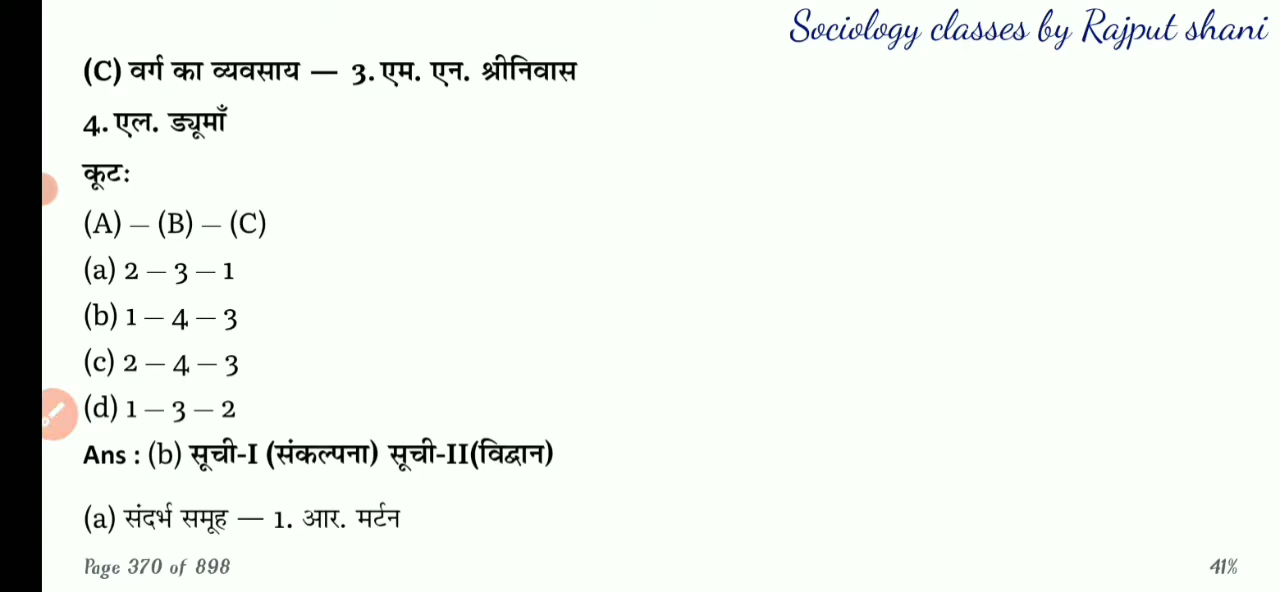 Sociology classes by Rajput shani
(C) वर्ग का व्यवसाय — 3. एम. एन. श्रीनिवास
4. एल. ड्यूमाँ
कूटः
(A) – (B) – (C)
(a) 2 – 3 – 1
(b) 1 – 4 – 3
(c) 2 – 4 – 3
(d) 1 – 3 – 2
Ans : (b) सूची-I (संकल्पना) सूची-II(विद्वान)
(a) संदर्भ समूह — 1. आर. मर्टन
Page 370 of 898
41%